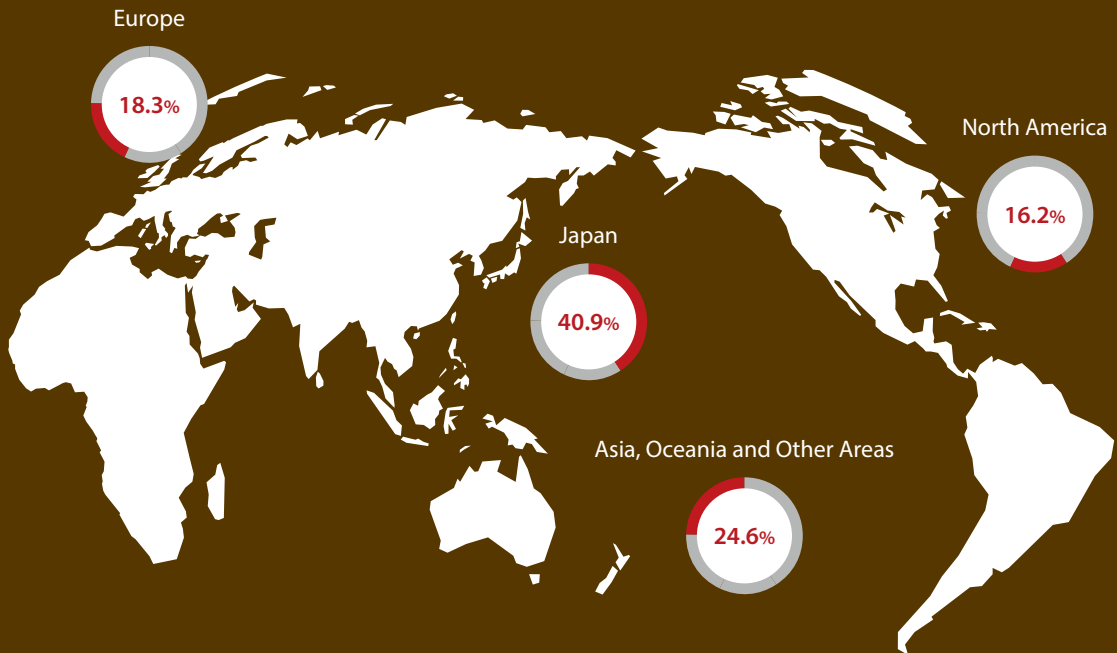 Europe
18.3%
North America
16.2%
Japan
40.9%
Asia, Oceania and Other Areas
24.6%